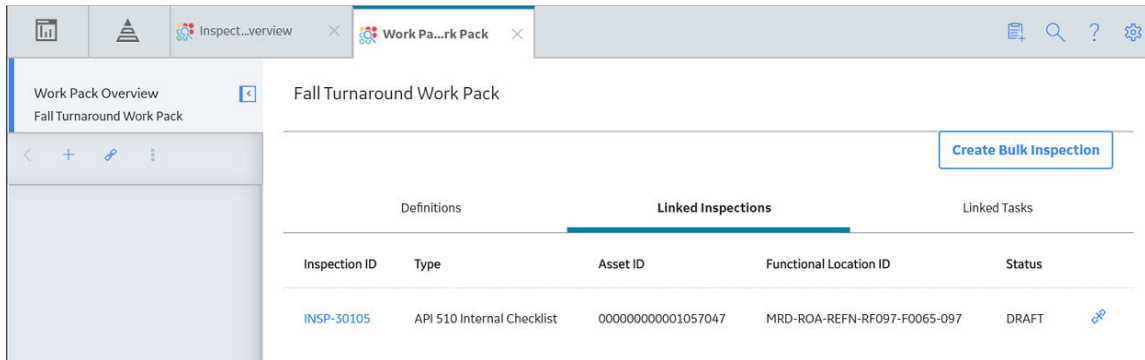 Inspect...verview
Work Pa...rk Pack
Work Pack Overview
Fall Turnaround Work Pack
Fall Turnaround Work Pack
Create Bulk Inspection
Definitions Linked Inspections Linked Tasks
Inspection ID Type Asset ID Functional Location ID Status
INSP-30105 API 510 Internal Checklist 000000000001057047 MRD-ROA-REFN-RF097-F0065-097 DRAFT